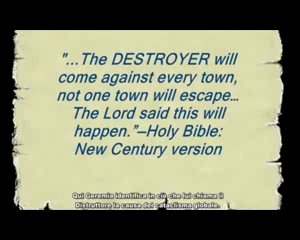 "...The DESTROYER will
come against every town,
not one town will escape...
The Lord said this will
happen."–Holy Bible:
New Century version
Qui Geremia identifica in ciò che lui chiama il
Distruttore la causa del cataclisma globale.